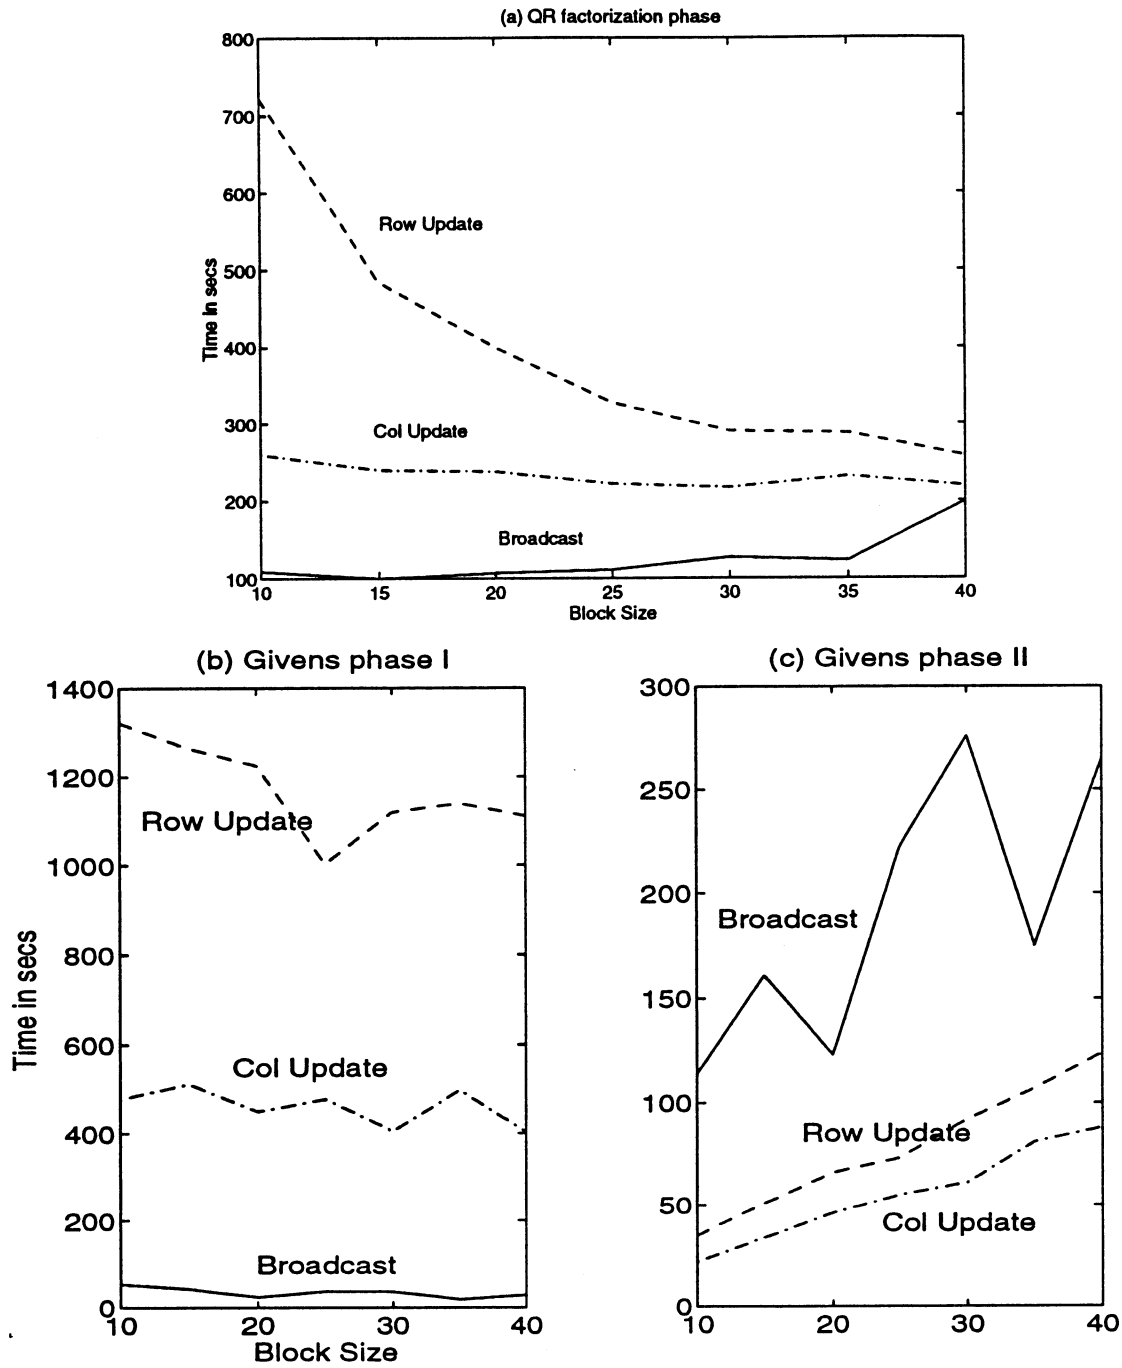 (a) QR factorization phase
800
700
600
500
400
300
200
100
Time in secs
Row Update
Col Update
Broadcast
10 15 20 25 30 35 40
Block Size
(b) Givens phase I
1400
1200
1000
800
600
400
200
0
Time in secs
Row Update
Col Update
Broadcast
10 20 30 40
Block Size
(c) Givens phase II
300
250
200
150
100
50
0
Broadcast
Row Update
Col Update
10 20 30 40